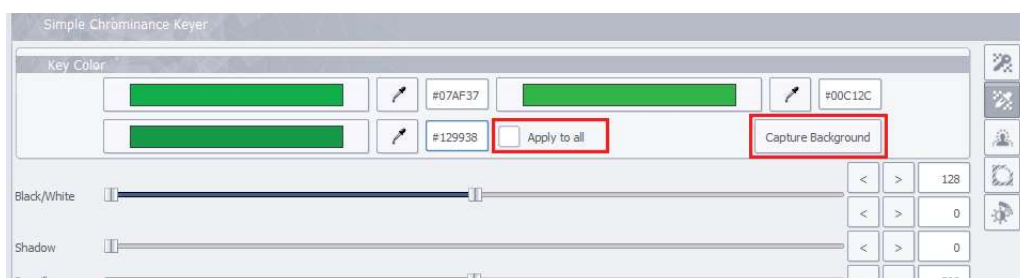 Simple Chrominance Keyer
Key Color
#07AF37 #00C12C
#129938 Apply to all Capture Background
< > 128
Black/White
< > 0
Shadow < > 0